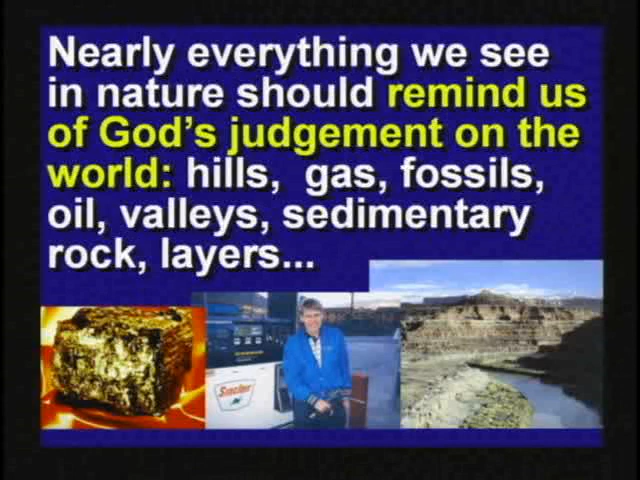 Nearly everything we see
in nature should remind us
of God's judgement on the
world: hills,  gas, fossils,
oil, valleys, sedimentary
rock, layers...
Sinclair